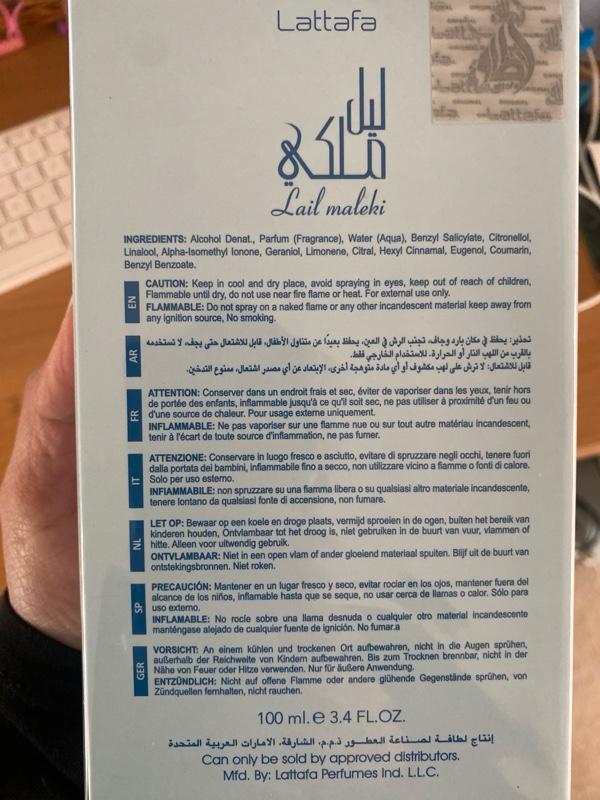 Lattafa
ORIGINAL
Lattafa
ليل
ملكي
Lail maleki
INGREDIENTS: Alcohol Denat., Parfum (Fragrance), Water (Aqua), Benzyl Salicylate, Citronellol,
Linalool, Alpha-Isomethyl Ionone, Geraniol, Limonene, Citral, Hexyl Cinnamal, Eugenol, Coumarin,
Benzyl Benzoate.
EN
CAUTION: Keep in cool and dry place, avoid spraying in eyes, keep out of reach of children,
Flammable until dry, do not use near fire flame or heat. For external use only.
FLAMMABLE: Do not spray on a naked flame or any other incandescent material keep away from
any ignition source, No smoking.
AR
تحذير: يحفظ في مكان بارد وجاف، تجنب الرش في العين، يحفظ بعيداً عن متناول الأطفال، قابل للاشتعال حتى يجف، لا تستخدمه
بالقرب من اللهب النار أو الحرارة. للاستخدام الخارجي فقط.
قابل للاشتعال: لا ترش على لهب مكشوف أو أي مادة متوهجة أخرى، الإبتعاد عن أي مصدر اشتعال، ممنوع التدخين.
FR
ATTENTION: Conserver dans un endroit frais et sec, éviter de vaporiser dans les yeux, tenir hors
de portée des enfants, inflammable jusqu'à ce qu'il soit sec, ne pas utiliser à proximité d'un feu ou
d'une source de chaleur. Pour usage externe uniquement.
INFLAMMABLE: Ne pas vaporiser sur une flamme nue ou sur tout autre matériau incandescent,
tenir à l'écart de toute source d'inflammation, ne pas fumer.
IT
ATTENZIONE: Conservare in luogo fresco e asciutto, evitare di spruzzare negli occhi, tenere fuori
dalla portata dei bambini, infiammabile fino a secco, non utilizzare vicino a fiamme o fonti di calore.
Solo per uso esterno.
INFIAMMABILE: non spruzzare su una fiamma libera o su qualsiasi altro materiale incandescente,
tenere lontano da qualsiasi fonte di accensione, non fumare.
NL
LET OP: Bewaar op een koele en droge plaats, vermijd sproeien in de ogen, buiten het bereik van
kinderen houden, Ontvlambaar tot het droog is, niet gebruiken in de buurt van vuur, vlammen of
hitte. Alleen voor uitwendig gebruik.
ONTVLAMBAAR: Niet in een open vlam of ander gloeiend materiaal spuiten. Blijf uit de buurt van
ontstekingsbronnen. Niet roken.
SP
PRECAUCIÓN: Mantener en un lugar fresco y seco, evitar rociar en los ojos, mantener fuera del
alcance de los niños, inflamable hasta que se seque, no usar cerca de llamas o calor. Sólo para
uso externo.
INFLAMABLE: No rocíe sobre una llama desnuda o cualquier otro material incandescente
manténgase alejado de cualquier fuente de ignición. No fumar.a
GER
VORSICHT: An einem kühlen und trockenen Ort aufbewahren, nicht in die Augen sprühen,
außerhalb der Reichweite von Kindern aufbewahren. Bis zum Trocknen brennbar, nicht in der
Nähe von Feuer oder Hitze verwenden. Nur für äußere Anwendung.
ENTZÜNDLICH: Nicht auf offene Flamme oder andere glühende Gegenstände sprühen, von
Zündquellen fernhalten, nicht rauchen.
100 ml. e 3.4 FL.OZ.
إنتاج لطافة لصناعة العطور ذ.م.م. الشارقة. الامارات العربية المتحدة
Can only be sold by approved distributors.
Mfd. By: Lattafa Perfumes Ind. L.L.C.